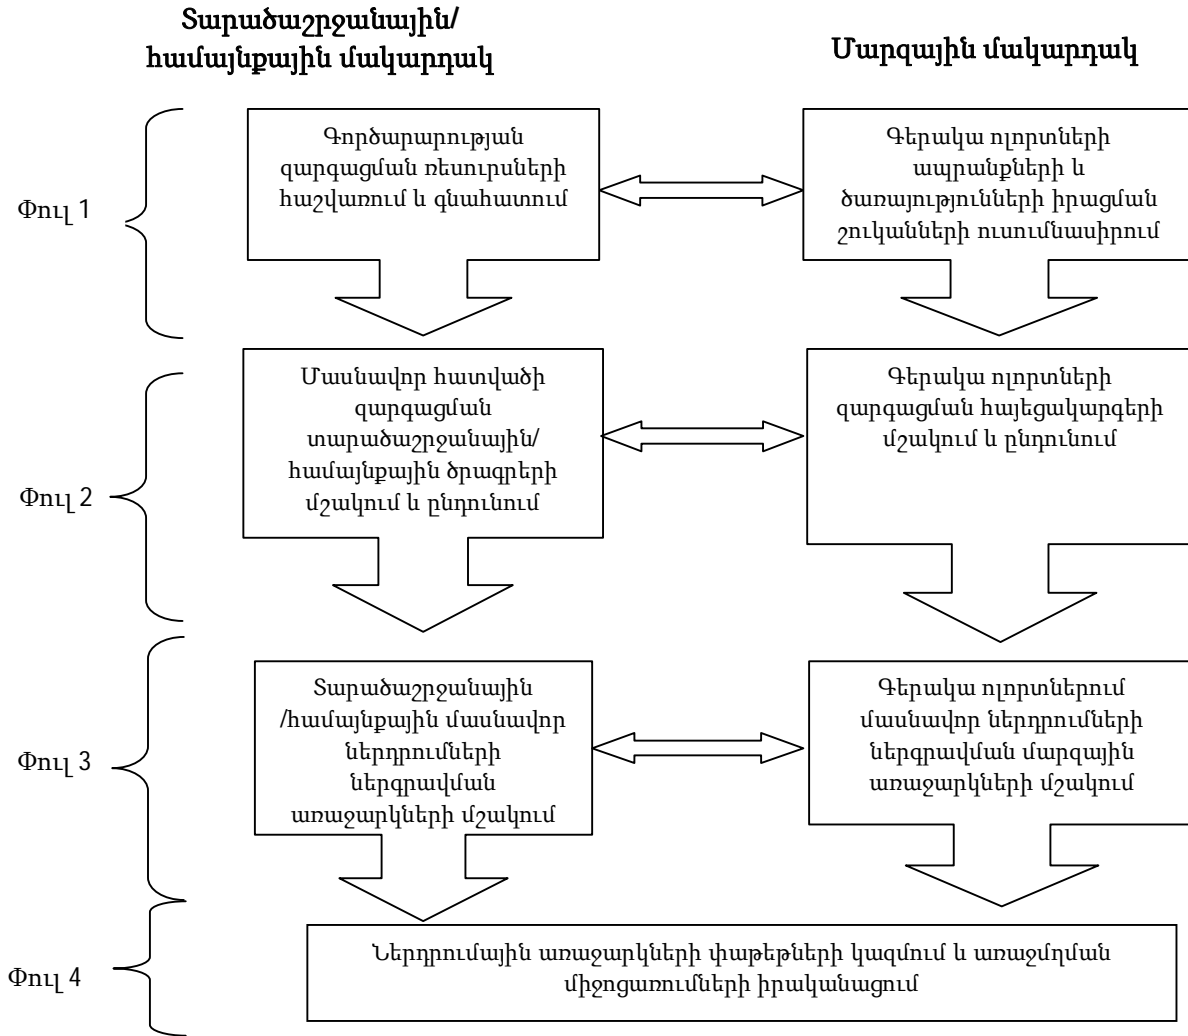 Տարածաշրջանային/
համայնքային մակարդակ
Մարզային մակարդակ
Փուլ 1
Գործարարության
զարգացման ռեսուրսների
հաշվառում և գնահատում
Գերակա ոլորտների
ապրանքների և
ծառայությունների իրացման
շուկաների ուսումնասիրում
Փուլ 2
Մասնավոր հատվածի
զարգացման
տարածաշրջանային/
համայնքային ծրագրերի
մշակում և ընդունում
Գերակա ոլորտների
զարգացման հայեցակարգերի
մշակում և ընդունում
Փուլ 3
Տարածաշրջանային
/համայնքային մասնավոր
ներդրումների
ներգրավման
առաջարկների մշակում
Գերակա ոլորտներում
մասնավոր ներդրումների
ներգրավման մարզային
առաջարկների մշակում
Փուլ 4
Ներդրումային առաջարկների փաթեթների կազմում և առաջմղման
միջոցառումների իրականացում